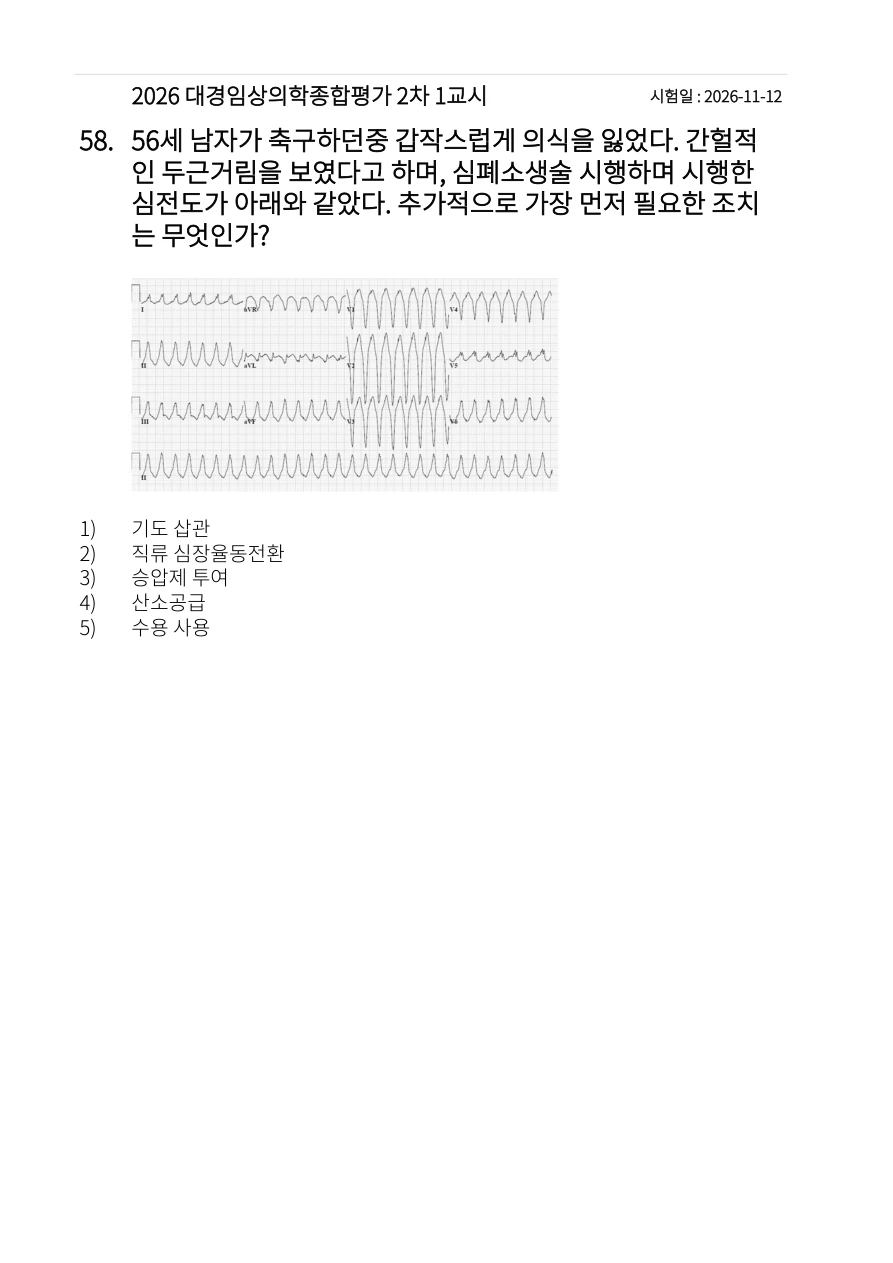 2026 대경임상의학종합평가 2차 1교시
시험일 : 2026-11-12
58. 56세 남자가 축구하던중 갑작스럽게 의식을 잃었다. 간헐적
인 두근거림을 보였다고 하며, 심폐소생술 시행하며 시행한
심전도가 아래와 같았다. 추가적으로 가장 먼저 필요한 조치
는 무엇인가?
I aVR V1 V4
II aVL V2 V5
III aVF V3 V6
II
1) 기도 삽관
2) 직류 심장율동전환
3) 승압제 투여
4) 산소공급
5) 수용 사용